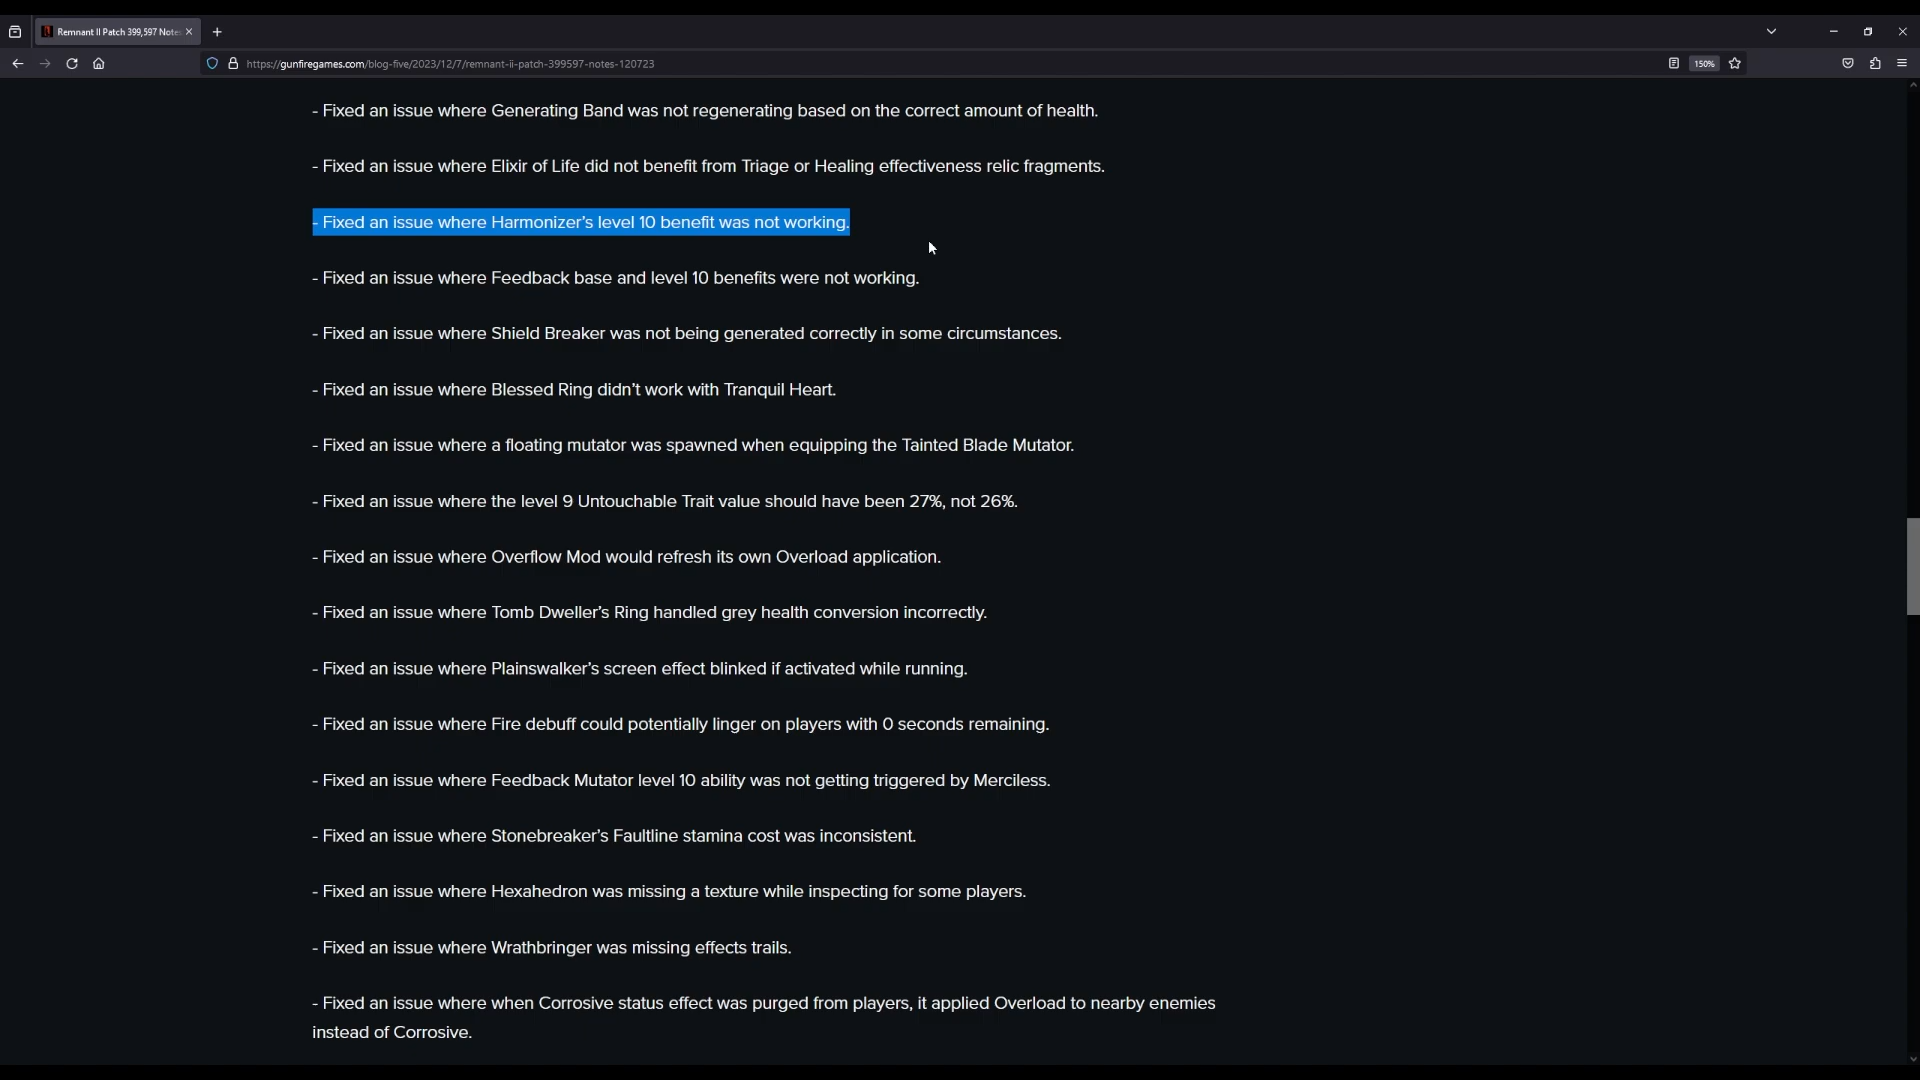 Remnant II Patch 399,597 Notes
https://gunfiregames.com/blog-five/2023/12/7/remnant-ii-patch-399597-notes-120723
150%
- Fixed an issue where Generating Band was not regenerating based on the correct amount of health.
- Fixed an issue where Elixir of Life did not benefit from Triage or Healing effectiveness relic fragments.
- Fixed an issue where Harmonizer’s level 10 benefit was not working.
- Fixed an issue where Feedback base and level 10 benefits were not working.
- Fixed an issue where Shield Breaker was not being generated correctly in some circumstances.
- Fixed an issue where Blessed Ring didn’t work with Tranquil Heart.
- Fixed an issue where a floating mutator was spawned when equipping the Tainted Blade Mutator.
- Fixed an issue where the level 9 Untouchable Trait value should have been 27%, not 26%.
- Fixed an issue where Overflow Mod would refresh its own Overload application.
- Fixed an issue where Tomb Dweller’s Ring handled grey health conversion incorrectly.
- Fixed an issue where Plainswalker’s screen effect blinked if activated while running.
- Fixed an issue where Fire debuff could potentially linger on players with 0 seconds remaining.
- Fixed an issue where Feedback Mutator level 10 ability was not getting triggered by Merciless.
- Fixed an issue where Stonebreaker’s Faultline stamina cost was inconsistent.
- Fixed an issue where Hexahedron was missing a texture while inspecting for some players.
- Fixed an issue where Wrathbringer was missing effects trails.
- Fixed an issue where when Corrosive status effect was purged from players, it applied Overload to nearby enemies
instead of Corrosive.